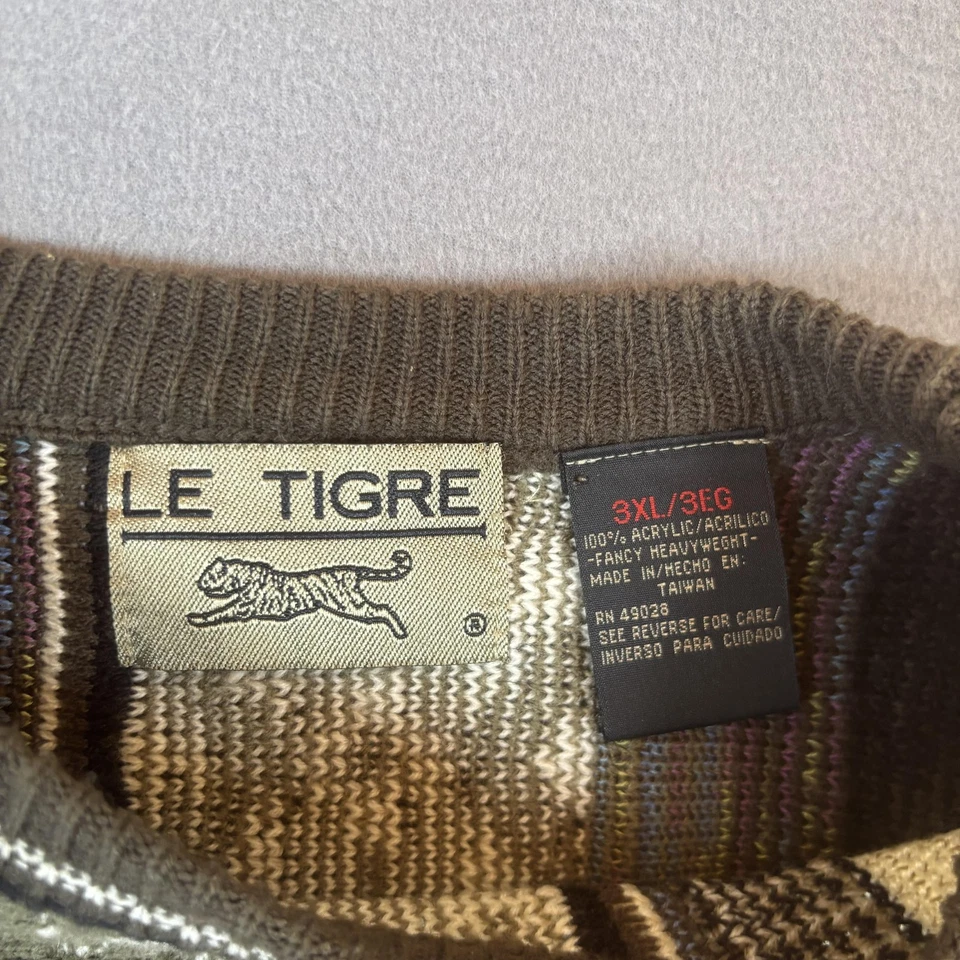 LE TIGRE
®
3XL/3EG
100% ACRYLIC/ACRILICO
-FANCY HEAVYWEGHT-
MADE IN/HECHO EN:
TAIWAN
RN 49028
SEE REVERSE FOR CARE/
INVERSO PARA CUIDADO